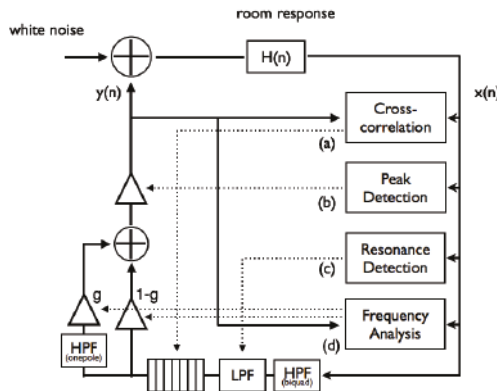 room response
white noise
H(n)
y(n)
x(n)
Cross-
correlation
(a)
Peak
Detection
(b)
Resonance
Detection
(c)
g
1-g
Frequency
Analysis
(d)
HPF
(onepole)
LPF
HPF
(biquad)